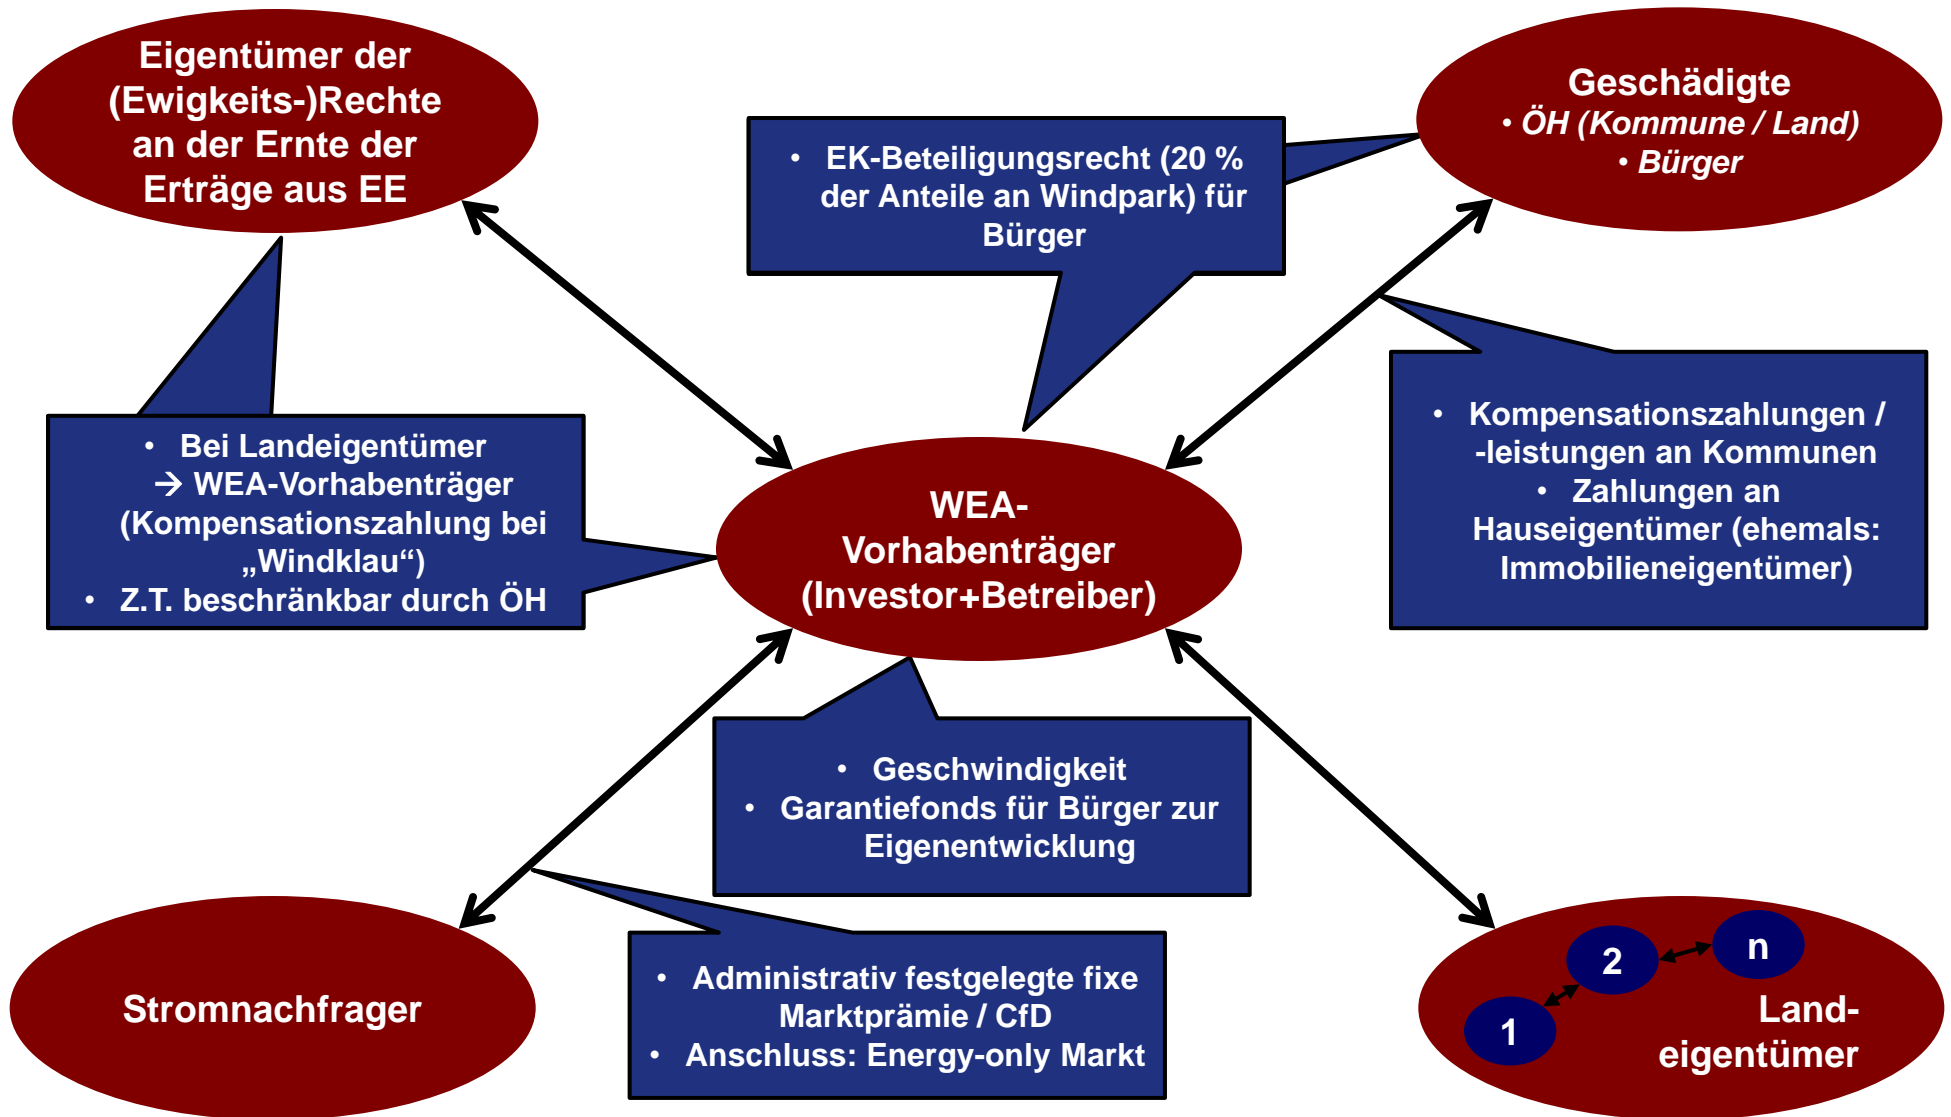 Eigentümer der
(Ewigkeits-)Rechte
an der Ernte der
Erträge aus EE
Geschädigte
• ÖH (Kommune / Land)
• Bürger
• EK-Beteiligungsrecht (20 %
der Anteile an Windpark) für
Bürger
• Bei Landeigentümer
→ WEA-Vorhabenträger
(Kompensationszahlung bei
„Windklau“)
• Z.T. beschränkbar durch ÖH
WEA-
Vorhabenträger
(Investor+Betreiber)
• Kompensationszahlungen /
-leistungen an Kommunen
• Zahlungen an
Hauseigentümer (ehemals:
Immobilieneigentümer)
• Geschwindigkeit
• Garantiefonds für Bürger zur
Eigenentwicklung
Stromnachfrager
• Administrativ festgelegte fixe
Marktprämie / CfD
• Anschluss: Energy-only Markt
1
2
n
Land-
eigentümer